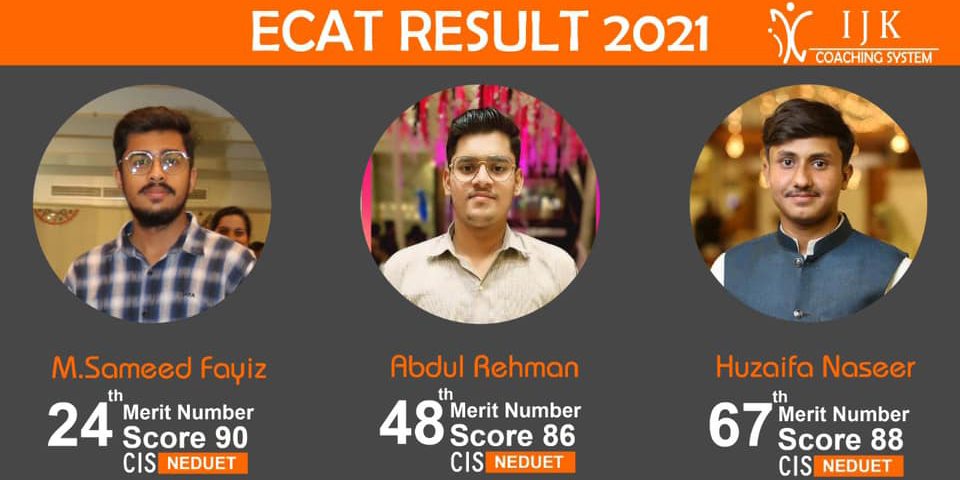 ECAT RESULT 2021
IJK
COACHING SYSTEM
M.Sameed Fayiz
24th Merit Number
Score 90
CIS NEDUET
Abdul Rehman
48th Merit Number
Score 86
CIS NEDUET
Huzaifa Naseer
67th Merit Number
Score 88
CIS NEDUET